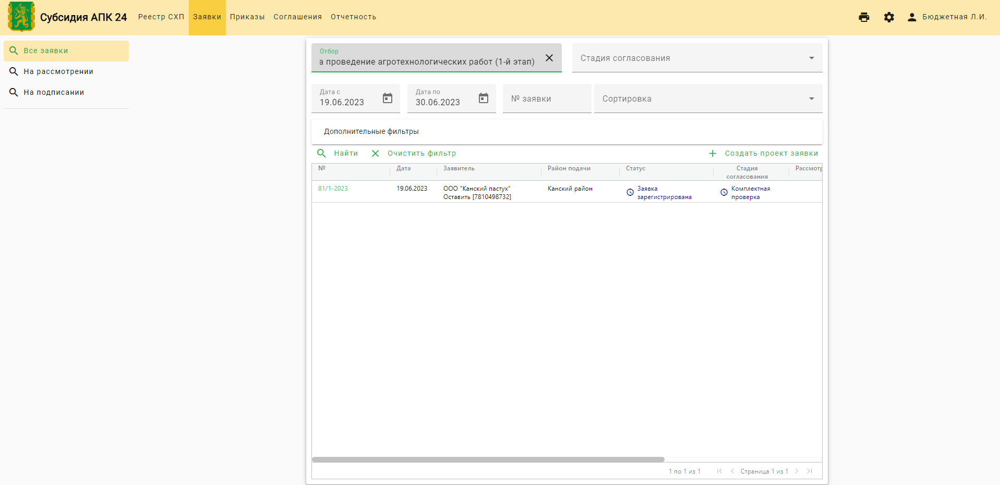 Субсидия АПК 24
Реестр СХП
Заявки
Приказы
Соглашения
Отчетность
Бюджетная Л.И.
Все заявки
На рассмотрении
На подписании
Отбор
а проведение агротехнологических работ (1-й этап)
Стадия согласования
Дата с
19.06.2023
Дата по
30.06.2023
№ заявки
Сортировка
Дополнительные фильтры
Найти
Очистить фильтр
Создать проект заявки
№
Дата
Заявитель
Район подачи
Статус
Стадия
согласования
Рассмотр
81/1-2023
19.06.2023
ООО "Канский пастух"
Оставить [7810498732]
Канский район
Заявка
зарегистрирована
Комплектная
проверка
1 по 1 из 1
Страница 1 из 1